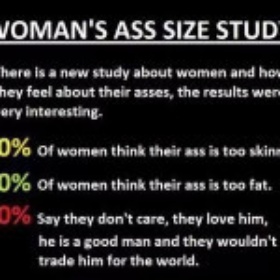 WOMAN'S ASS SIZE STUD
here is a new study about women and how
hey feel about their asses, the results were
ery interesting.
0% Of women think their ass is too skinn
0% Of women think their ass is too fat.
0% Say they don't care, they love him,
he is a good man and they wouldn't
trade him for the world.